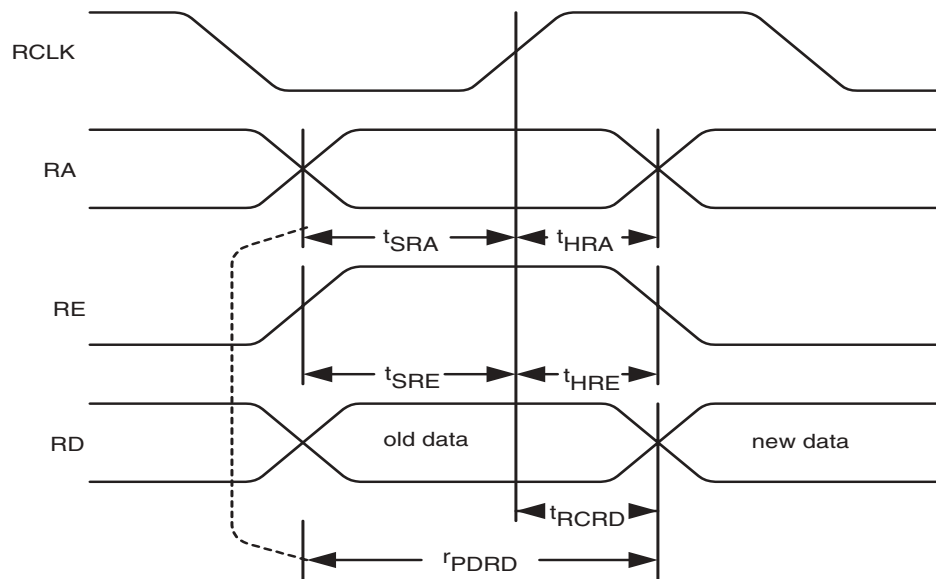 RCLK
RA
tSRA tHRA
RE
tSRE tHRE
RD old data new data
tRCRD
rPDRD